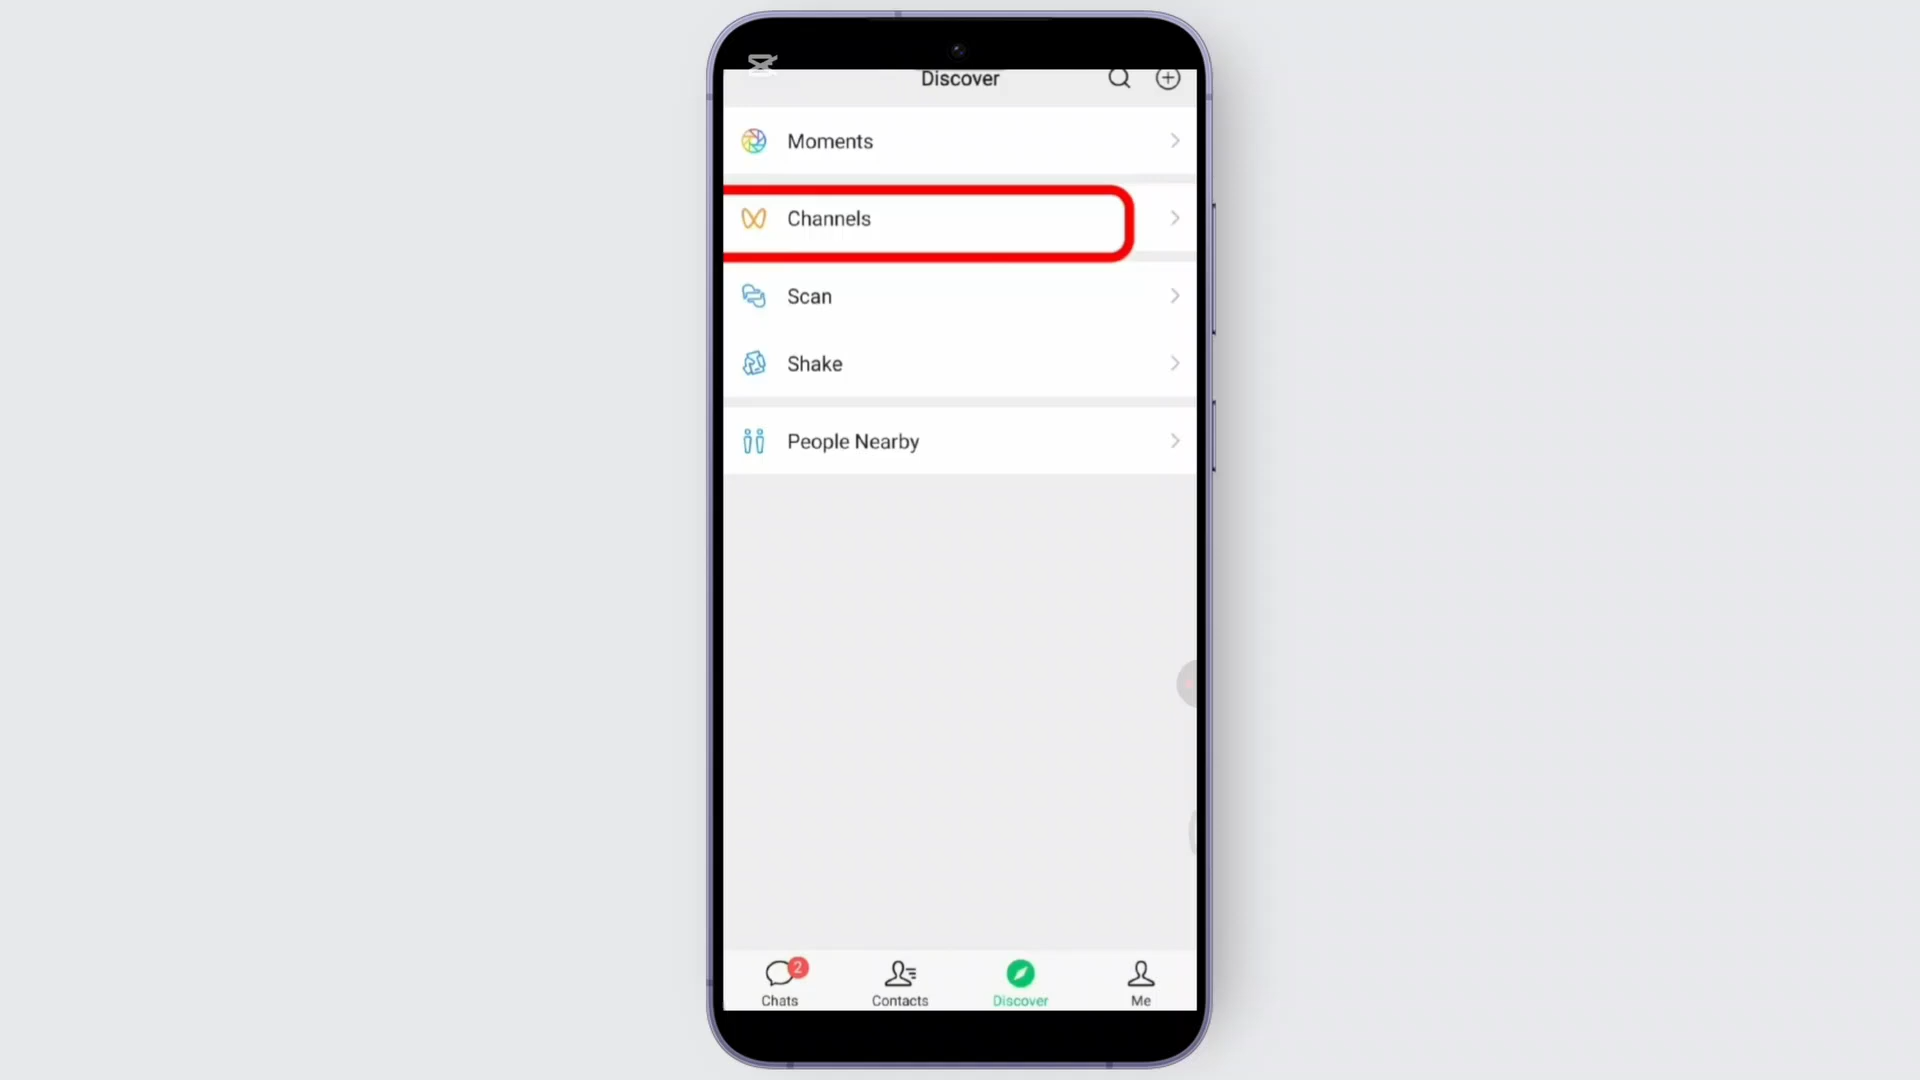 Discover
Moments
Channels
Scan
Shake
People Nearby
2
Chats
Contacts
Discover
Me